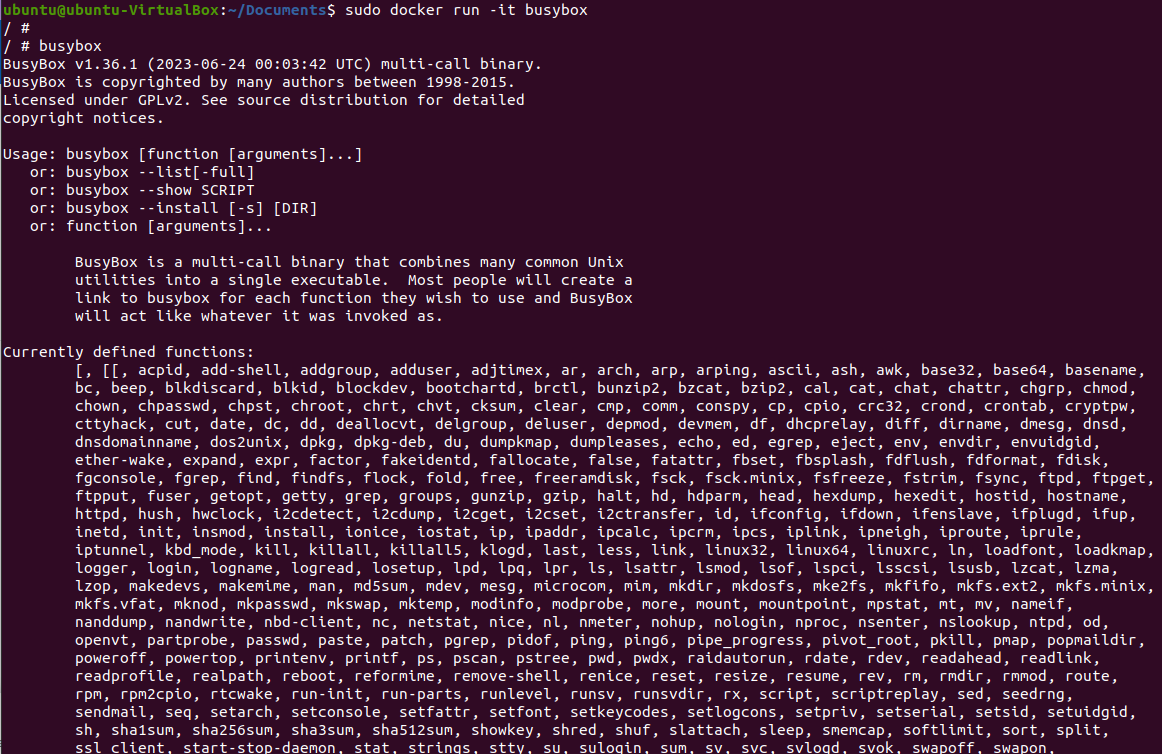 ubuntu@ubuntu-VirtualBox:~/Documents$ sudo docker run -it busybox
/ #
/ # busybox
BusyBox v1.36.1 (2023-06-24 00:03:42 UTC) multi-call binary.
BusyBox is copyrighted by many authors between 1998-2015.
Licensed under GPLv2. See source distribution for detailed
copyright notices.

Usage: busybox [function [arguments]...]
   or: busybox --list[-full]
   or: busybox --show SCRIPT
   or: busybox --install [-s] [DIR]
   or: function [arguments]...

        BusyBox is a multi-call binary that combines many common Unix
        utilities into a single executable.  Most people will create a
        link to busybox for each function they wish to use and BusyBox
        will act like whatever it was invoked as.

Currently defined functions:
        [, [[, acpid, add-shell, addgroup, adduser, adjtimex, ar, arch, arp, arping, ascii, ash, awk, base32, base64, basename,
        bc, beep, blkdiscard, blkid, blockdev, bootchartd, brctl, bunzip2, bzcat, bzip2, cal, cat, chat, chattr, chgrp, chmod,
        chown, chpasswd, chpst, chroot, chrt, chvt, cksum, clear, cmp, comm, conspy, cp, cpio, crc32, crond, crontab, cryptpw,
        cttyhack, cut, date, dc, dd, deallocvt, delgroup, deluser, depmod, devmem, df, dhcprelay, diff, dirname, dmesg, dnsd,
        dnsdomainname, dos2unix, dpkg, dpkg-deb, du, dumpkmap, dumpleases, echo, ed, egrep, eject, env, envdir, envuidgid,
        ether-wake, expand, expr, factor, fakeidentd, fallocate, false, fatattr, fbset, fbsplash, fdflush, fdformat, fdisk,
        fgconsole, fgrep, find, findfs, flock, fold, free, freeramdisk, fsck, fsck.minix, fsfreeze, fstrim, fsync, ftpd, ftpget,
        ftpput, fuser, getopt, getty, grep, groups, gunzip, gzip, halt, hd, hdparm, head, hexdump, hexedit, hostid, hostname,
        httpd, hush, hwclock, i2cdetect, i2cdump, i2cget, i2cset, i2ctransfer, id, ifconfig, ifdown, ifenslave, ifplugd, ifup,
        inetd, init, insmod, install, ionice, iostat, ip, ipaddr, ipcalc, ipcrm, ipcs, iplink, ipneigh, iproute, iprule,
        iptunnel, kbd_mode, kill, killall, killall5, klogd, last, less, link, linux32, linux64, linuxrc, ln, loadfont, loadkmap,
        logger, login, logname, logread, losetup, lpd, lpq, lpr, ls, lsattr, lsmod, lsof, lspci, lsscsi, lsusb, lzcat, lzma,
        lzop, makedevs, makemime, man, md5sum, mdev, mesg, microcom, mim, mkdir, mkdosfs, mke2fs, mkfifo, mkfs.ext2, mkfs.minix,
        mkfs.vfat, mknod, mkpasswd, mkswap, mktemp, modinfo, modprobe, more, mount, mountpoint, mpstat, mt, mv, nameif,
        nanddump, nandwrite, nbd-client, nc, netstat, nice, nl, nmeter, nohup, nologin, nproc, nsenter, nslookup, ntpd, od,
        openvt, partprobe, passwd, paste, patch, pgrep, pidof, ping, ping6, pipe_progress, pivot_root, pkill, pmap, popmaildir,
        poweroff, powertop, printenv, printf, ps, pscan, pstree, pwd, pwdx, raidautorun, rdate, rdev, readahead, readlink,
        readprofile, realpath, reboot, reformime, remove-shell, renice, reset, resize, resume, rev, rm, rmdir, rmmod, route,
        rpm, rpm2cpio, rtcwake, run-init, run-parts, runlevel, runsv, runsvdir, rx, script, scriptreplay, sed, seedrng,
        sendmail, seq, setarch, setconsole, setfattr, setfont, setkeycodes, setlogcons, setpriv, setserial, setsid, setuidgid,
        sh, sha1sum, sha256sum, sha3sum, sha512sum, showkey, shred, shuf, slattach, sleep, smemcap, softlimit, sort, split,
        ssl_client, start-stop-daemon, stat, strings, stty, su, sulogin, sum, sv, svc, svlogd, svok, swapoff, swapon,